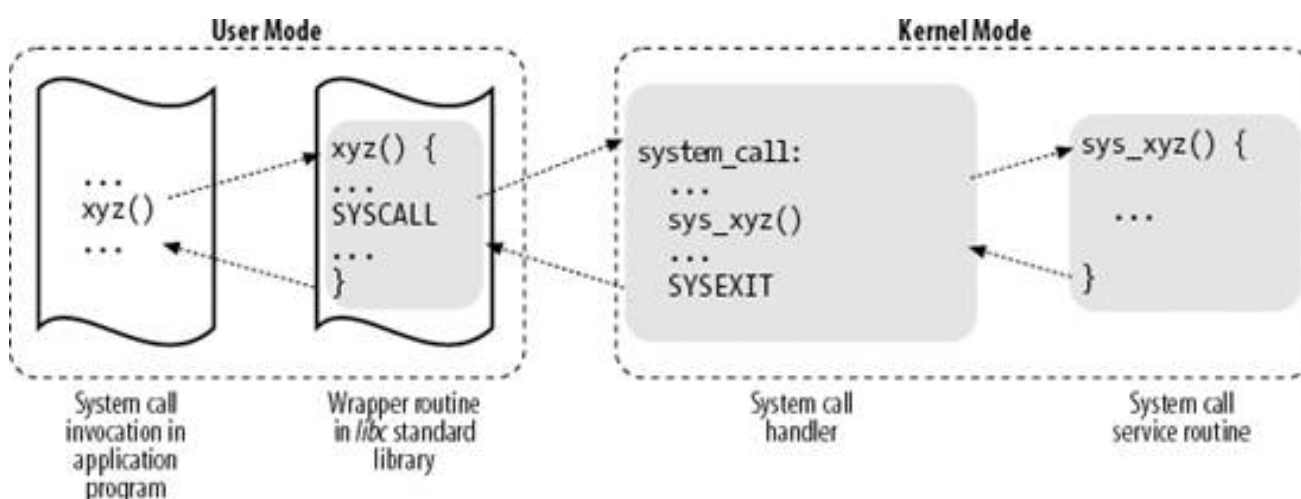 User Mode
Kernel Mode
...
xyz()
...
xyz() {
...
SYSCALL
...
}
system_call:
...
sys_xyz()
...
SYSEXIT
sys_xyz() {
...
}
System call
invocation in
application
program
Wrapper routine
in libc standard
library
System call
handler
System call
service routine